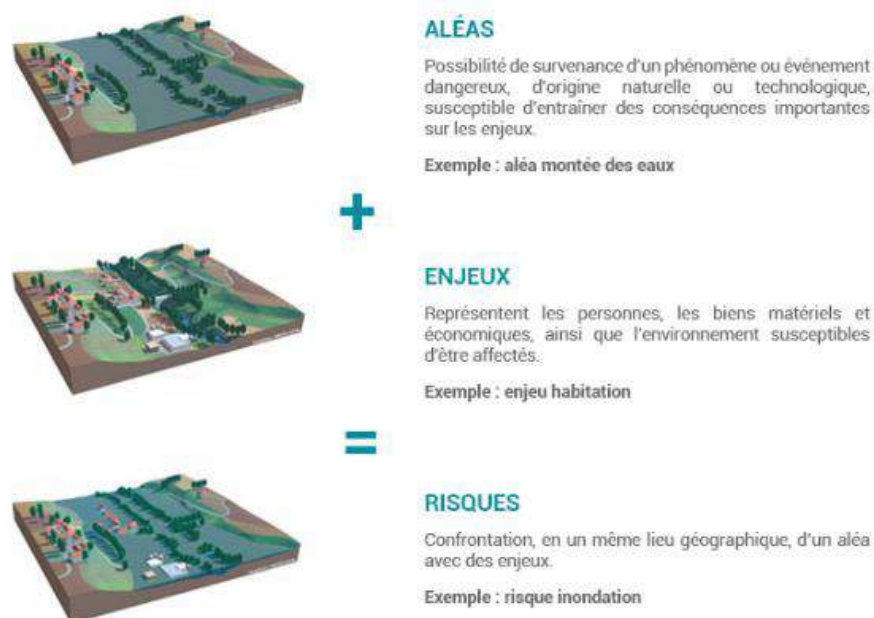 ALÉAS
Possibilité de survenance d'un phénomène ou événement
dangereux, d'origine naturelle ou technologique,
susceptible d'entraîner des conséquences importantes
sur les enjeux.
Exemple : aléa montée des eaux
+
ENJEUX
Représentent les personnes, les biens matériels et
économiques, ainsi que l'environnement susceptibles
d'être affectés.
Exemple : enjeu habitation
=
RISQUES
Confrontation, en un même lieu géographique, d'un aléa
avec des enjeux.
Exemple : risque inondation